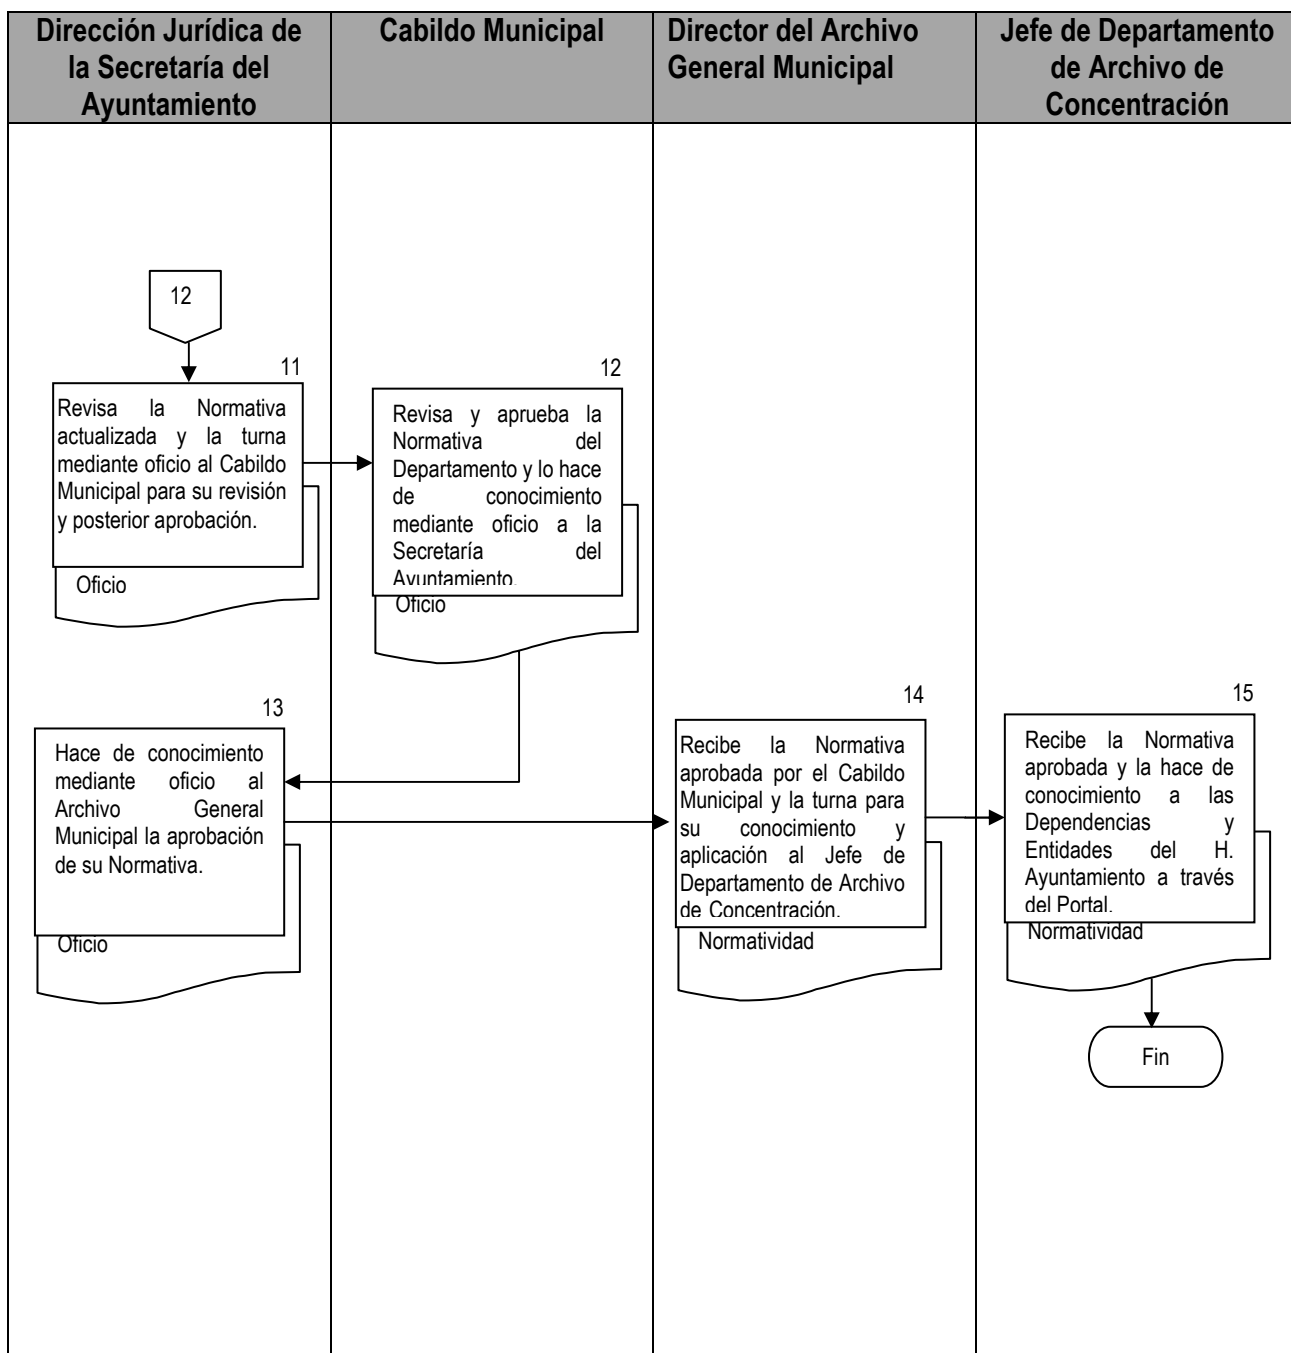 Dirección Jurídica de
la Secretaría del
Ayuntamiento
Cabildo Municipal
Director del Archivo
General Municipal
Jefe de Departamento
de Archivo de
Concentración
12
11
Revisa la Normativa
actualizada y la turna
mediante oficio al Cabildo
Municipal para su revisión
y posterior aprobación.
Oficio
12
Revisa y aprueba la
Normativa del
Departamento y lo hace
de conocimiento
mediante oficio a la
Secretaría del
Ayuntamiento.
Oficio
13
Hace de conocimiento
mediante oficio al
Archivo General
Municipal la aprobación
de su Normativa.
Oficio
14
Recibe la Normativa
aprobada por el Cabildo
Municipal y la turna para
su conocimiento y
aplicación al Jefe de
Departamento de Archivo
de Concentración.
Normatividad
15
Recibe la Normativa
aprobada y la hace de
conocimiento a las
Dependencias y
Entidades del H.
Ayuntamiento a través
del Portal.
Normatividad
Fin